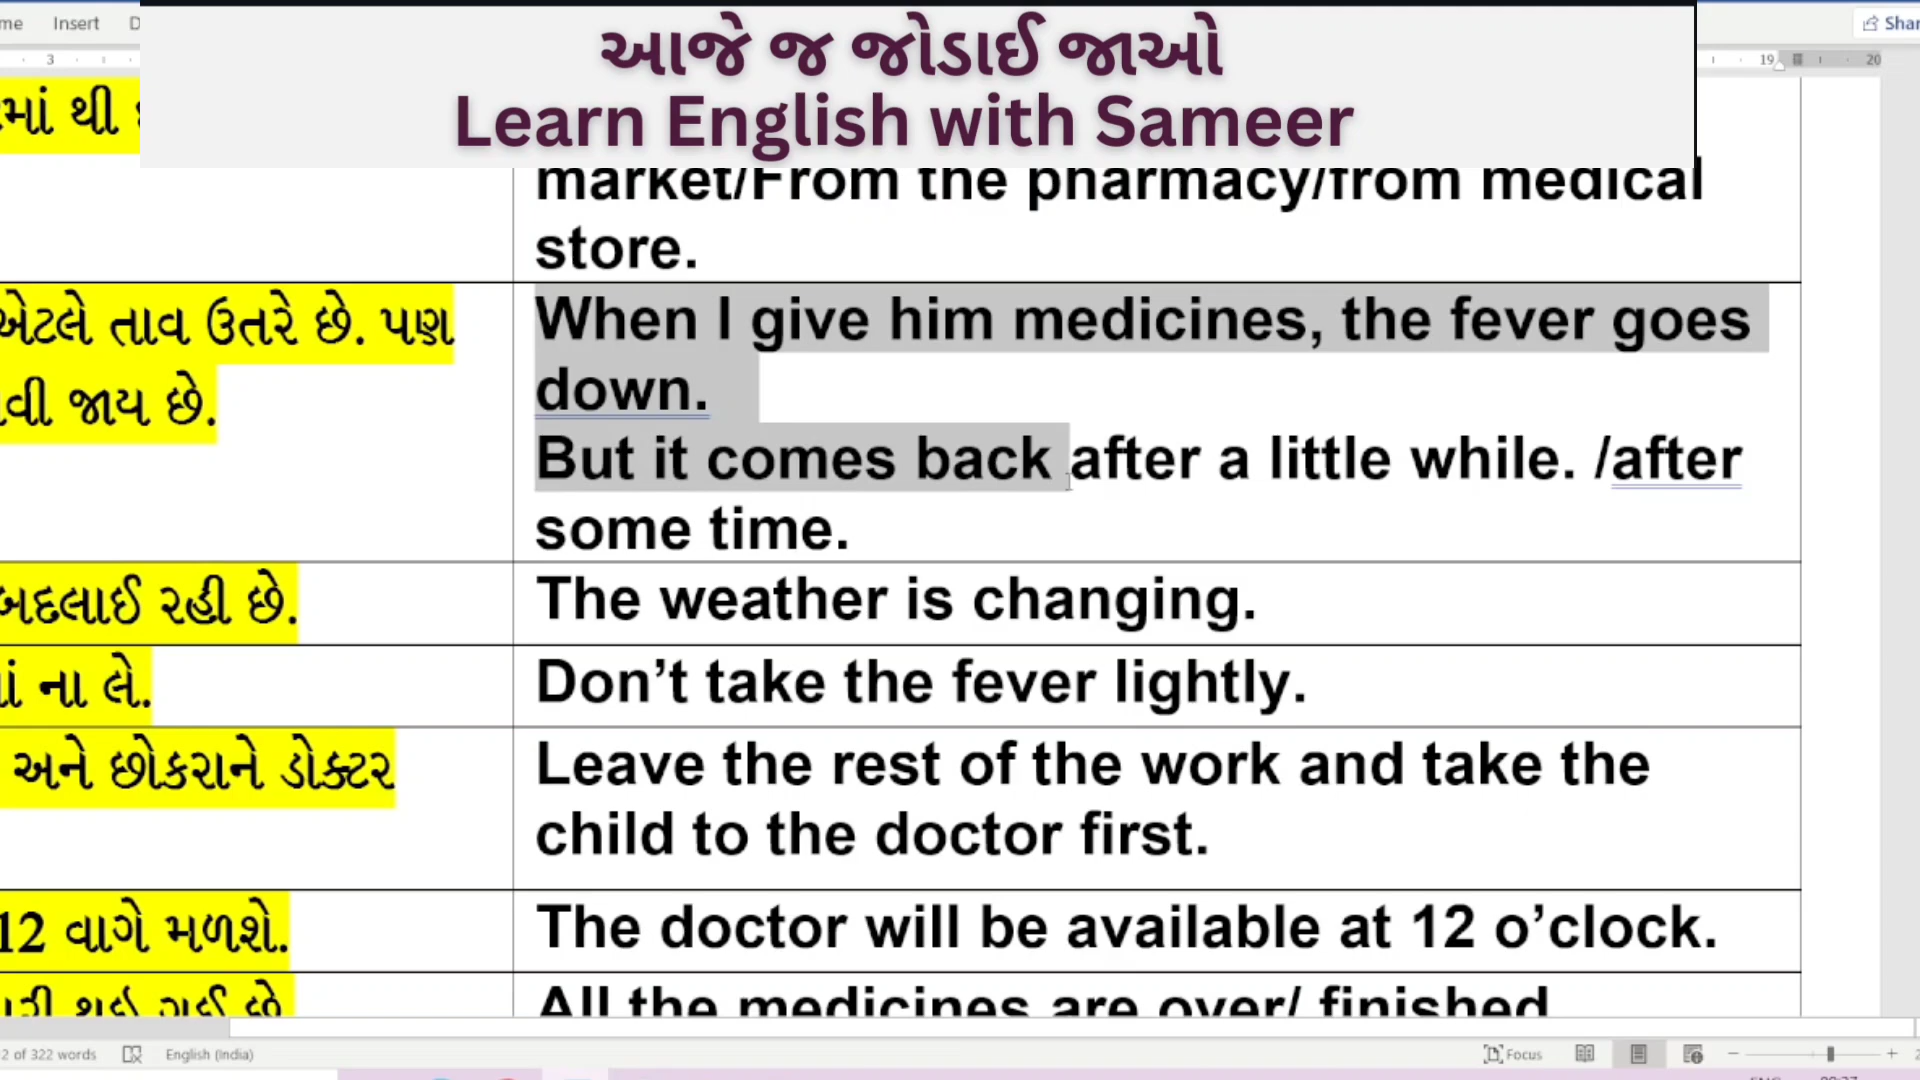 Insert
Shar
3
19
20
આજે જ જોડાઈ જાઓ
Learn English with Sameer
માં થી
market/From the pharmacy/from medical
store.
એટલે તાવ ઉતરે છે. પણ
વી જાય છે.
When I give him medicines, the fever goes
down.
But it comes back after a little while. /after
some time.
બદલાઈ રહી છે.
The weather is changing.
ના લે.
Don’t take the fever lightly.
અને છોકરાને ડોક્ટર
Leave the rest of the work and take the
child to the doctor first.
12 વાગે મળશે.
The doctor will be available at 12 o’clock.
All the medicines are over/ finished
2 of 322 words
English (India)
Focus